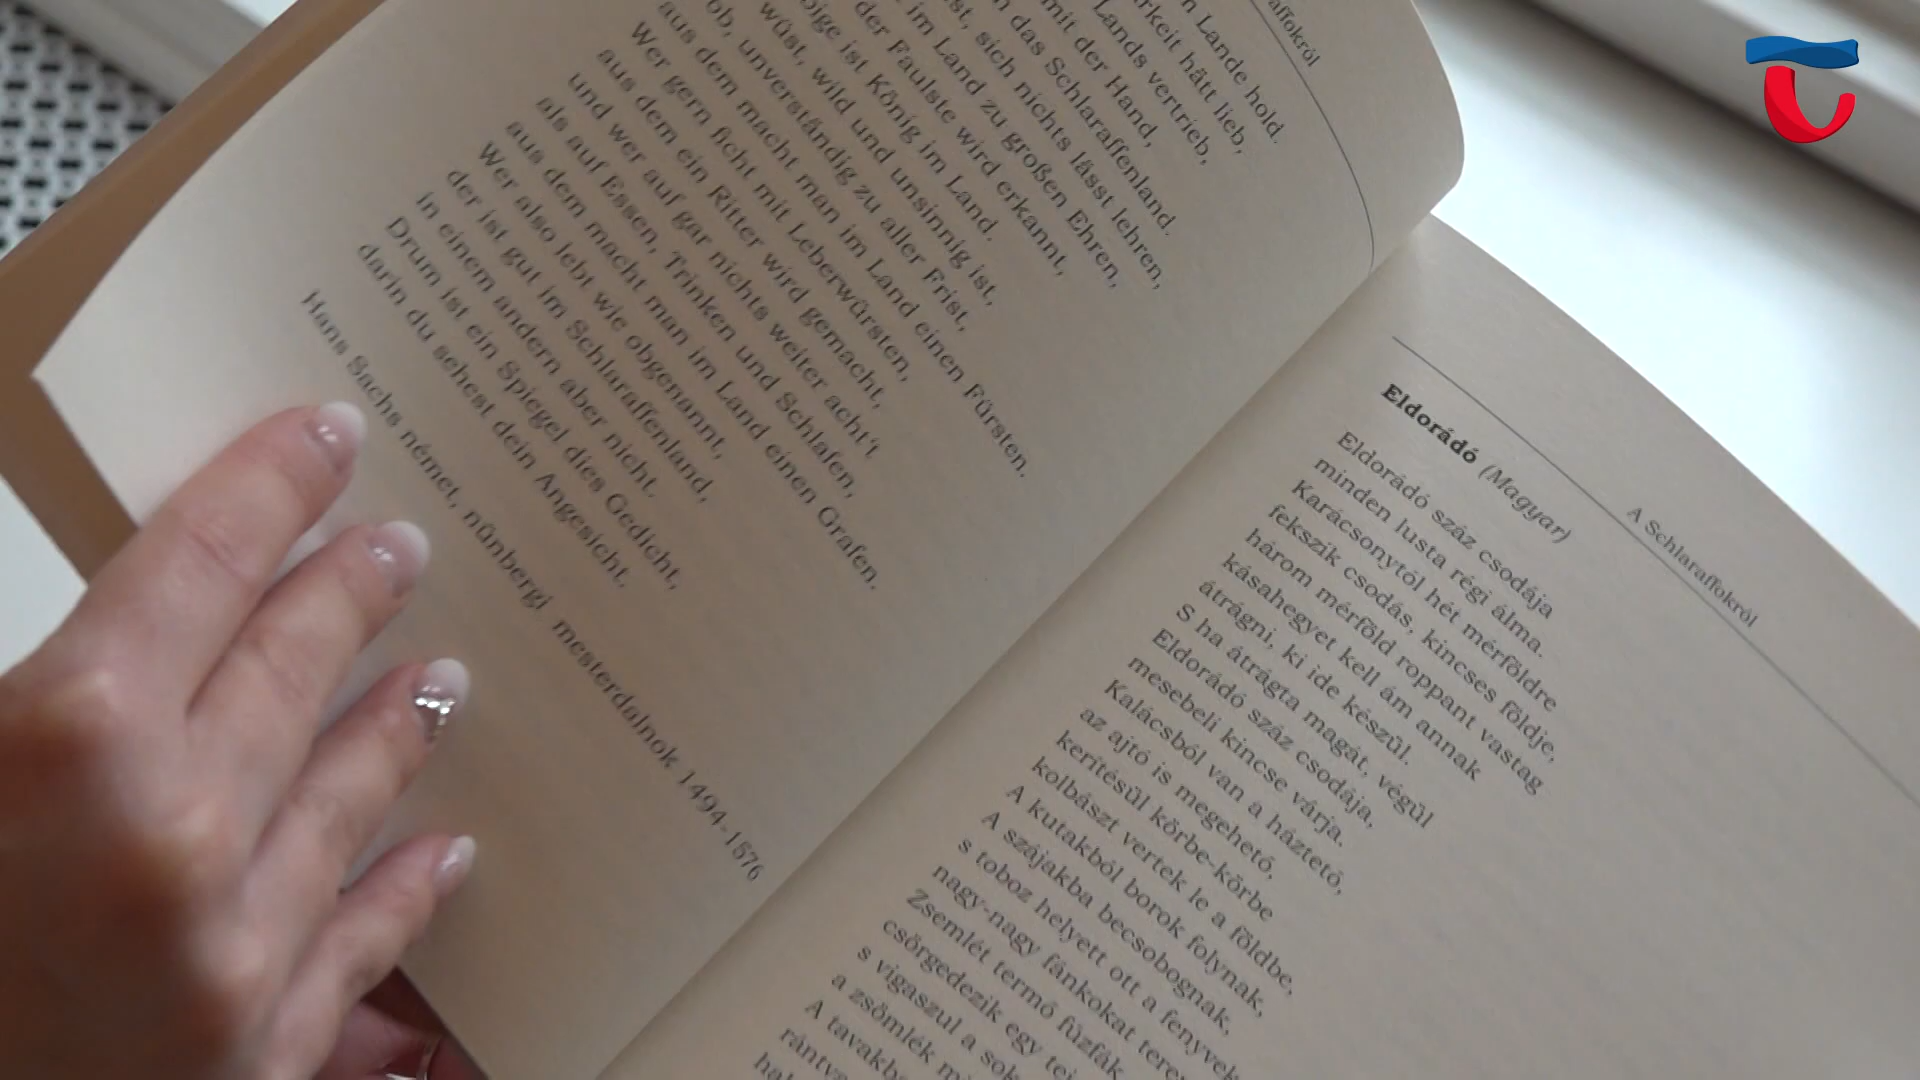 affokról
n Lande hold.
rkeit hätt lieb,
Lands vertrieb,
mit der Hand,
n das Schlaraffenland.
st, sich nichts lässt lehren,
im Land zu großen Ehren,
der Faulste wird erkannt,
ige ist König im Land.
wüst, wild und unsinnig ist,
ob, unverständig zu aller Frist,
aus dem macht man im Land einen Fürsten.
Wer gern ficht mit Leberwürsten,
aus dem ein Ritter wird gemacht,
und wer auf gar nichts weiter acht't
als auf Essen, Trinken und Schlafen,
aus dem macht man im Land einen Grafen.
Wer also lebt wie obgenannt,
der ist gut im Schlaraffenland,
in einem andern aber nicht.
Drum ist ein Spiegel dies Gedicht,
darin du sehest dein Angesicht.
Hans Sachs német, nünbergi mesterdalnok 1494-1576
A Schlaraffokról
Eldorádó (Magyar)
Eldorádó száz csodája
minden lusta régi álma.
Karácsonytól hét mérföldre
fekszik csodás, kincses földje,
három mérföld roppant vastag
kásahegyet kell ám annak
átrágni, ki ide készül.
S ha átrágta magát, végül
Eldorádó száz csodája,
mesebeli kincse várja.
Kalácsból van a háztető,
az ajtó is megehető,
kerítésül körbe-körbe
kolbászt vertek le a földbe,
A kutakból borok folynak,
A szájakba becsobognak,
s toboz helyett ott a fenyvek
nagy-nagy fánkokat tere
Zsemlét termő fűzfák
csörgedezik egy tej
s vigaszul a sok
a zsömlék m
A tavakba
rántva
hal